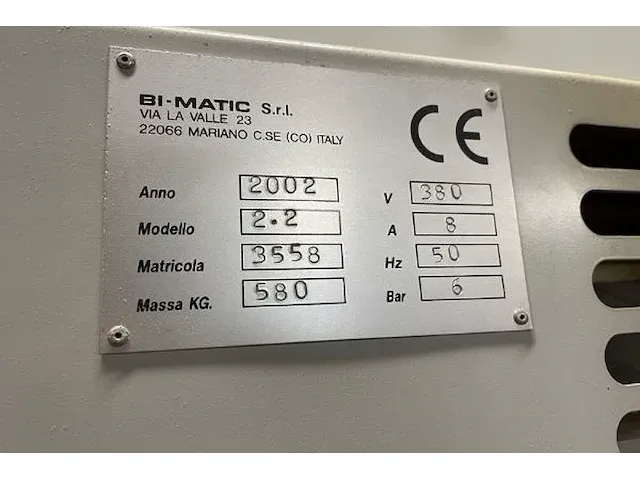 BI-MATIC S.r.l.
VIA LA VALLE 23
22066 MARIANO C.SE (CO) ITALY
CE
Anno 2002
Modello 2.2
Matricola 3558
Massa KG. 580
V 380
A 8
Hz 50
Bar 6